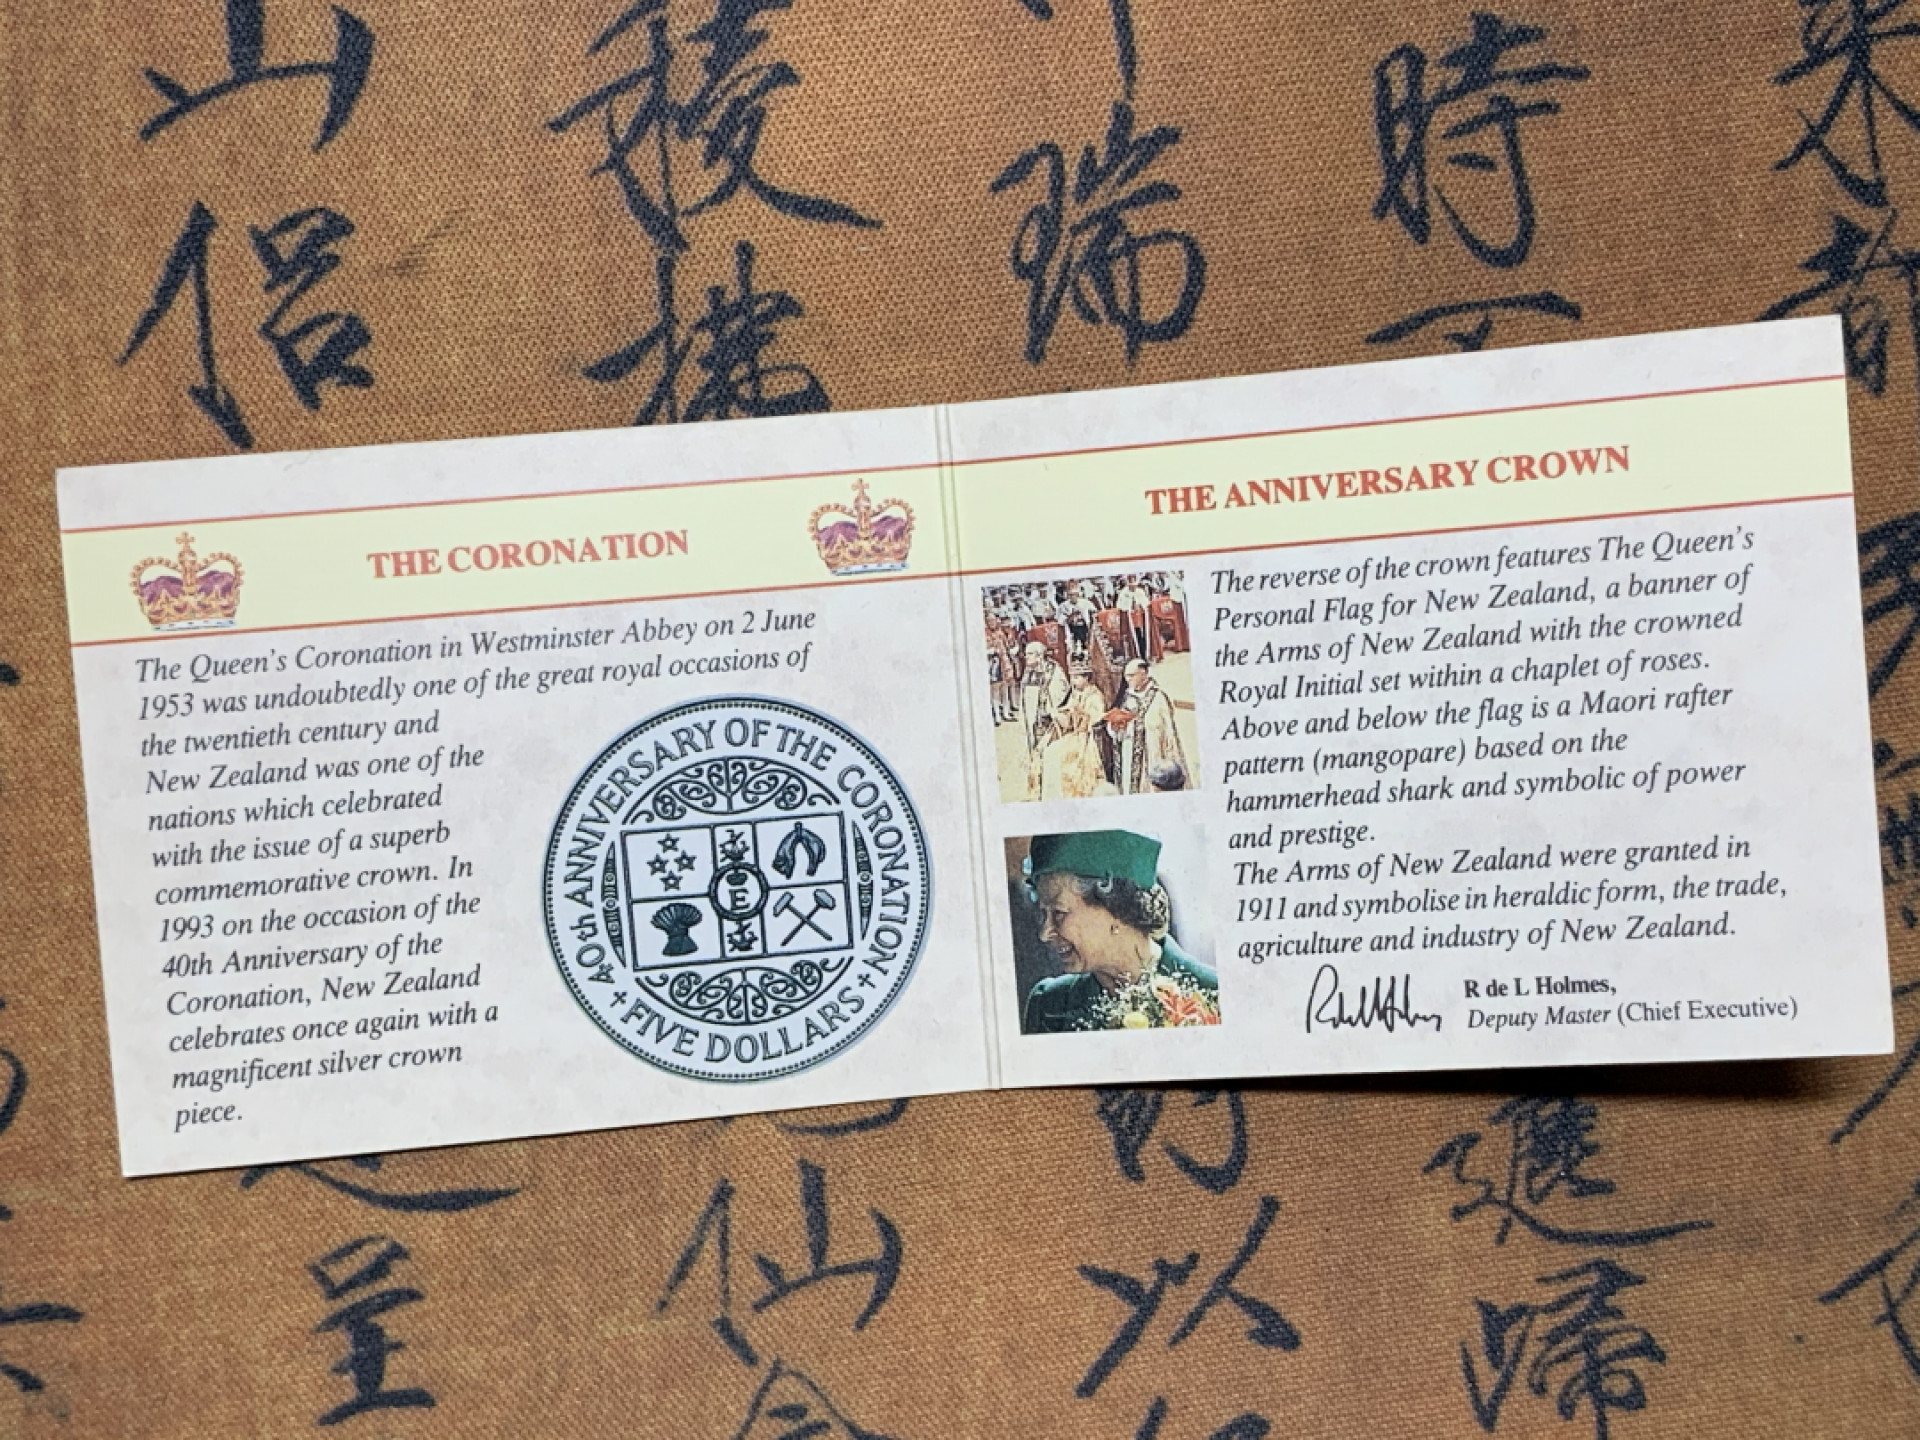 THE CORONATION
The Queen's Coronation in Westminster Abbey on 2 June
1953 was undoubtedly one of the great royal occasions of
the twentieth century and
New Zealand was one of the
nations which celebrated
with the issue of a superb
commemorative crown. In
1993 on the occasion of the
40th Anniversary of the
Coronation, New Zealand
celebrates once again with a
magnificent silver crown
piece.
40th ANNIVERSARY OF THE CORONATION
E
FIVE DOLLARS
THE ANNIVERSARY CROWN
The reverse of the crown features The Queen's
Personal Flag for New Zealand, a banner of
the Arms of New Zealand with the crowned
Royal Initial set within a chaplet of roses.
Above and below the flag is a Maori rafter
pattern (mangopare) based on the
hammerhead shark and symbolic of power
and prestige.
The Arms of New Zealand were granted in
1911 and symbolise in heraldic form, the trade,
agriculture and industry of New Zealand.
R de L Holmes,
Deputy Master (Chief Executive)
時
瑞
山
侣
仙
以
呈
歸